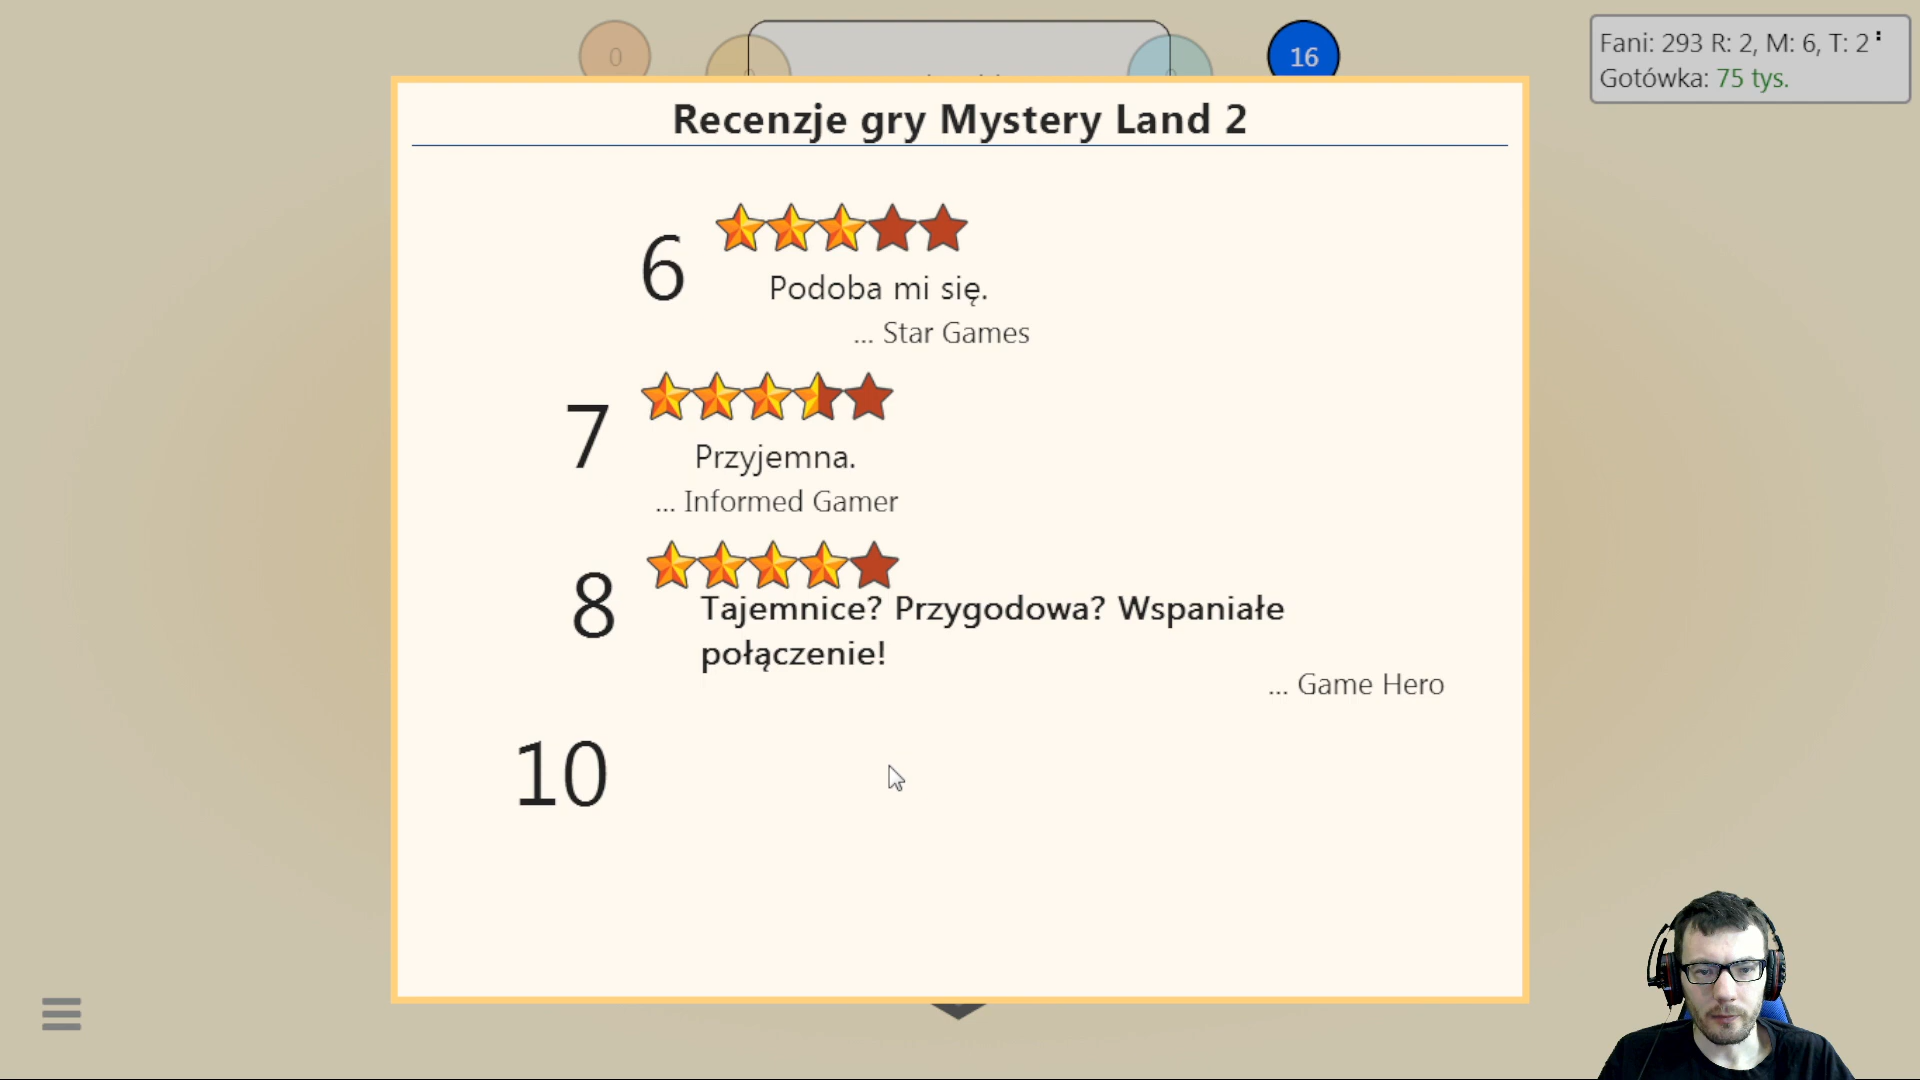 0
16
Fani: 293 R: 2, M: 6, T: 2
Gotówka: 75 tys.
Recenzje gry Mystery Land 2
6
Podoba mi się.
... Star Games
7
Przyjemna.
... Informed Gamer
8
Tajemnice? Przygodowa? Wspaniałe
połączenie!
... Game Hero
10